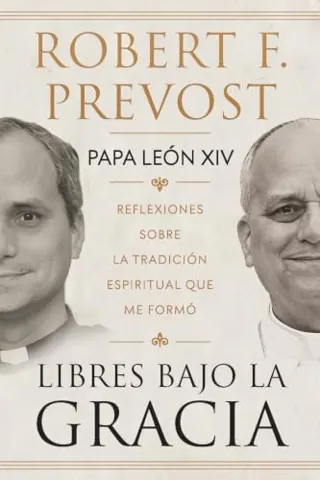 ROBERT F.
PREVOST
PAPA LEÓN XIV
REFLEXIONES
SOBRE
LA TRADICIÓN
ESPIRITUAL QUE
ME FORMÓ
LIBRES BAJO LA
GRACIA